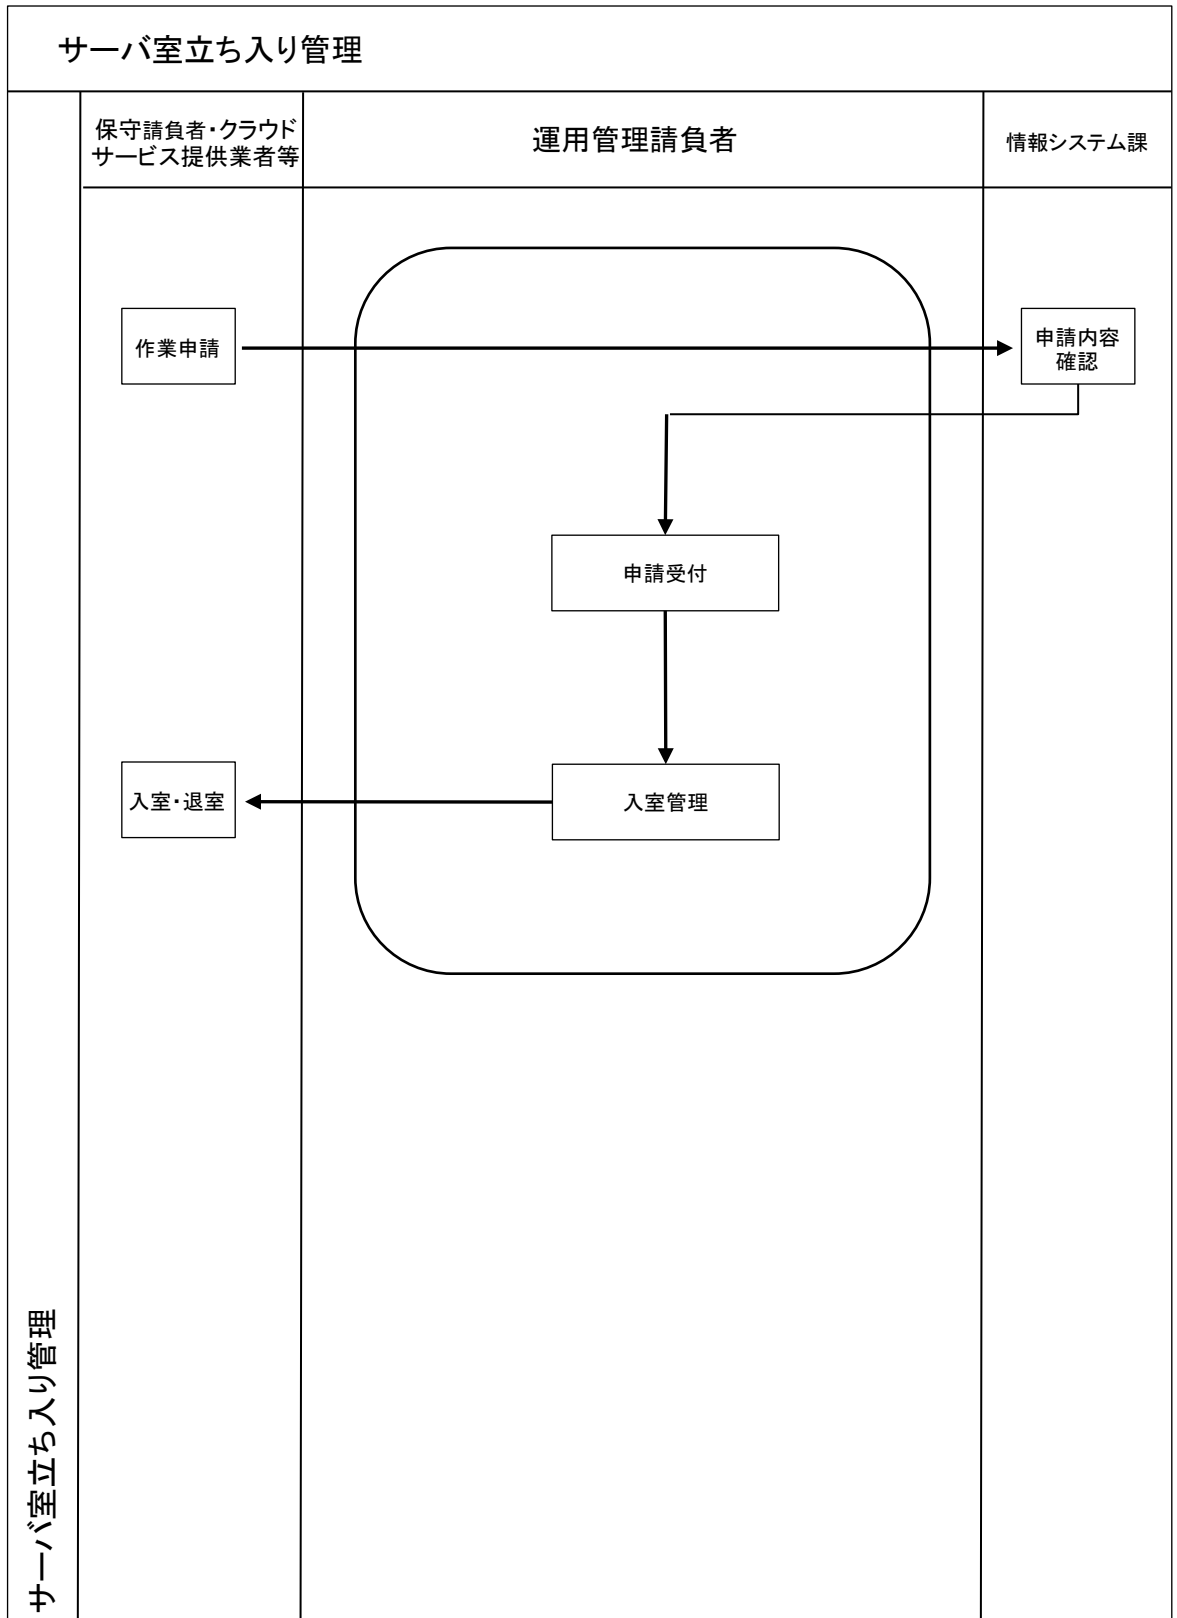 サーバ室立ち入り管理
保守請負者・クラウド
サービス提供業者等
運用管理請負者
情報システム課
作業申請
申請内容
確認
申請受付
入室・退室
入室管理
サーバ室立ち入り管理